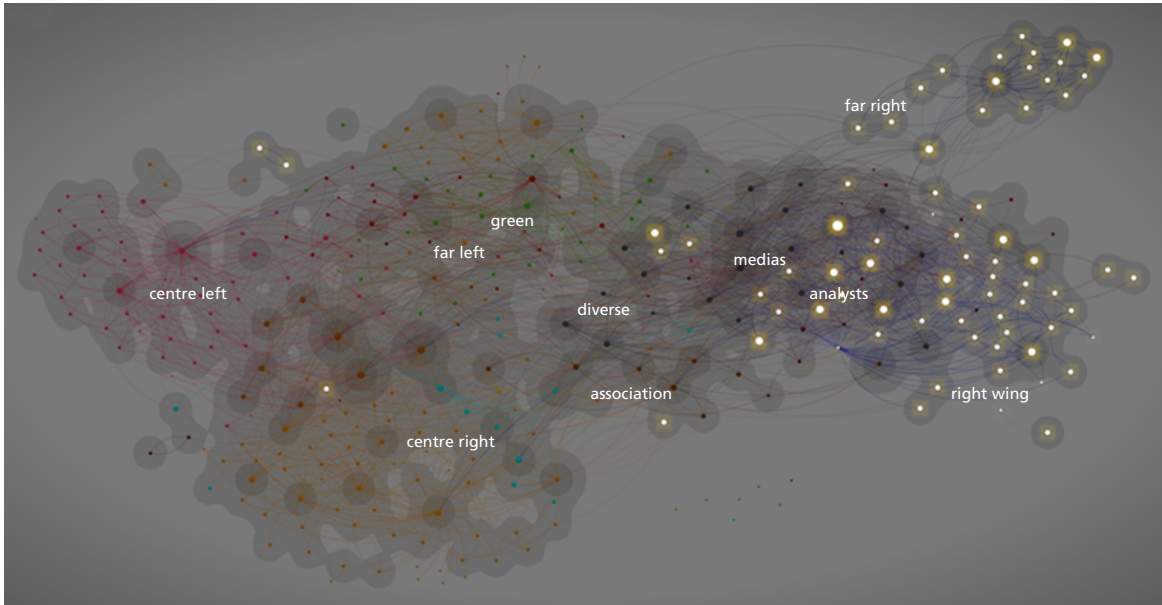 far right
green
far left
medias
centre left
analysts
diverse
association
right wing
centre right